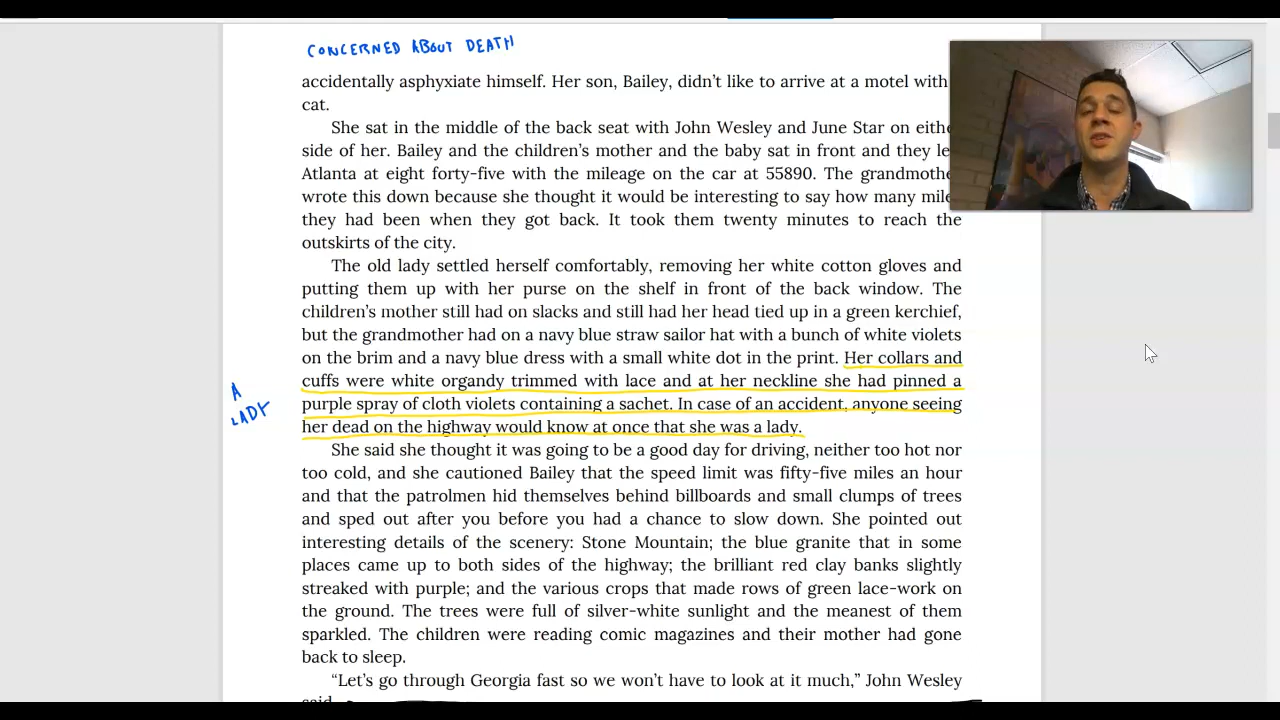 CONCERNED ABOUT DEATH
accidentally asphyxiate himself. Her son, Bailey, didn’t like to arrive at a motel with
cat.
She sat in the middle of the back seat with John Wesley and June Star on
side of her. Bailey and the children’s mother and the baby sat in front and they
Atlanta at eight forty-five with the mileage on the car at 55890. The
wrote this down because she thought it would be interesting to say how many
they had been when they got back. It took them twenty minutes to reach the
outskirts of the city.
The old lady settled herself comfortably, removing her white cotton gloves and
putting them up with her purse on the shelf in front of the back window. The
children’s mother still had on slacks and still had her head tied up in a green kerchief,
but the grandmother had on a navy blue straw sailor hat with a bunch of white violets
on the brim and a navy blue dress with a small white dot in the print. Her collars and
cuffs were white organdy trimmed with lace and at her neckline she had pinned a
A
purple spray of cloth violets containing a sachet. In case of an accident, anyone seeing
LADY
her dead on the highway would know at once that she was a lady.
She said she thought it was going to be a good day for driving, neither too hot nor
too cold, and she cautioned Bailey that the speed limit was fifty-five miles an hour
and that the patrolmen hid themselves behind billboards and small clumps of trees
and sped out after you before you had a chance to slow down. She pointed out
interesting details of the scenery: Stone Mountain; the blue granite that in some
places came up to both sides of the highway; the brilliant red clay banks slightly
streaked with purple; and the various crops that made rows of green lace-work on
the ground. The trees were full of silver-white sunlight and the meanest of them
sparkled. The children were reading comic magazines and their mother had gone
back to sleep.
“Let’s go through Georgia fast so we won’t have to look at it much,” John Wesley